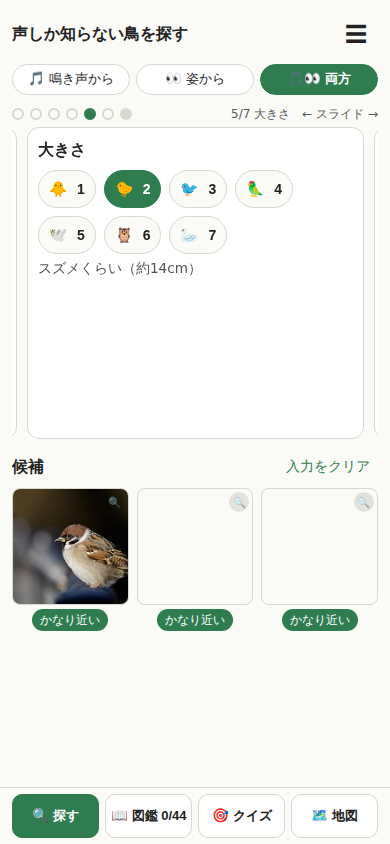 声しか知らない鳥を探す
🎵 鳴き声から 👀 姿から 🎵👀 両方
5/7 大きさ ← スライド →
大きさ
1 2 3 4
5 6 7
スズメくらい（約14cm）
候補 入力をクリア
かなり近い かなり近い かなり近い
🔍 探す 📖 図鑑 0/44 🎯 クイズ 🗺️ 地図